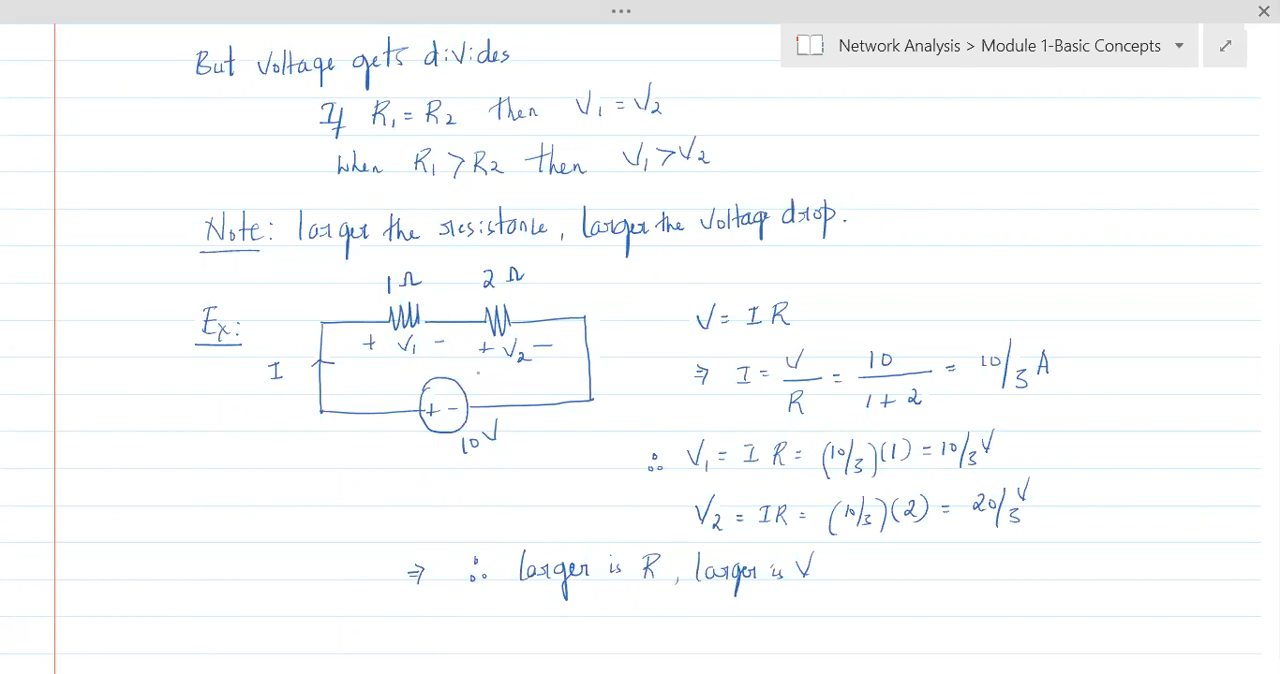 Network Analysis > Module 1-Basic Concepts
But voltage gets divides
If R₁ = R₂ then V₁ = V₂
when R₁ > R₂ then V₁ > V₂
Note: larger the resistance, larger the voltage drop.
1Ω 2Ω
Ex:
+ V₁ - + V₂ -
I
+ -
10V
V = IR
⇒ I = V/R = 10/(1+2) = 10/3 A
∴ V₁ = I R = (10/3)(1) = 10/3 V
V₂ = IR = (10/3)(2) = 20/3 V
⇒ ∴ larger is R, larger is V